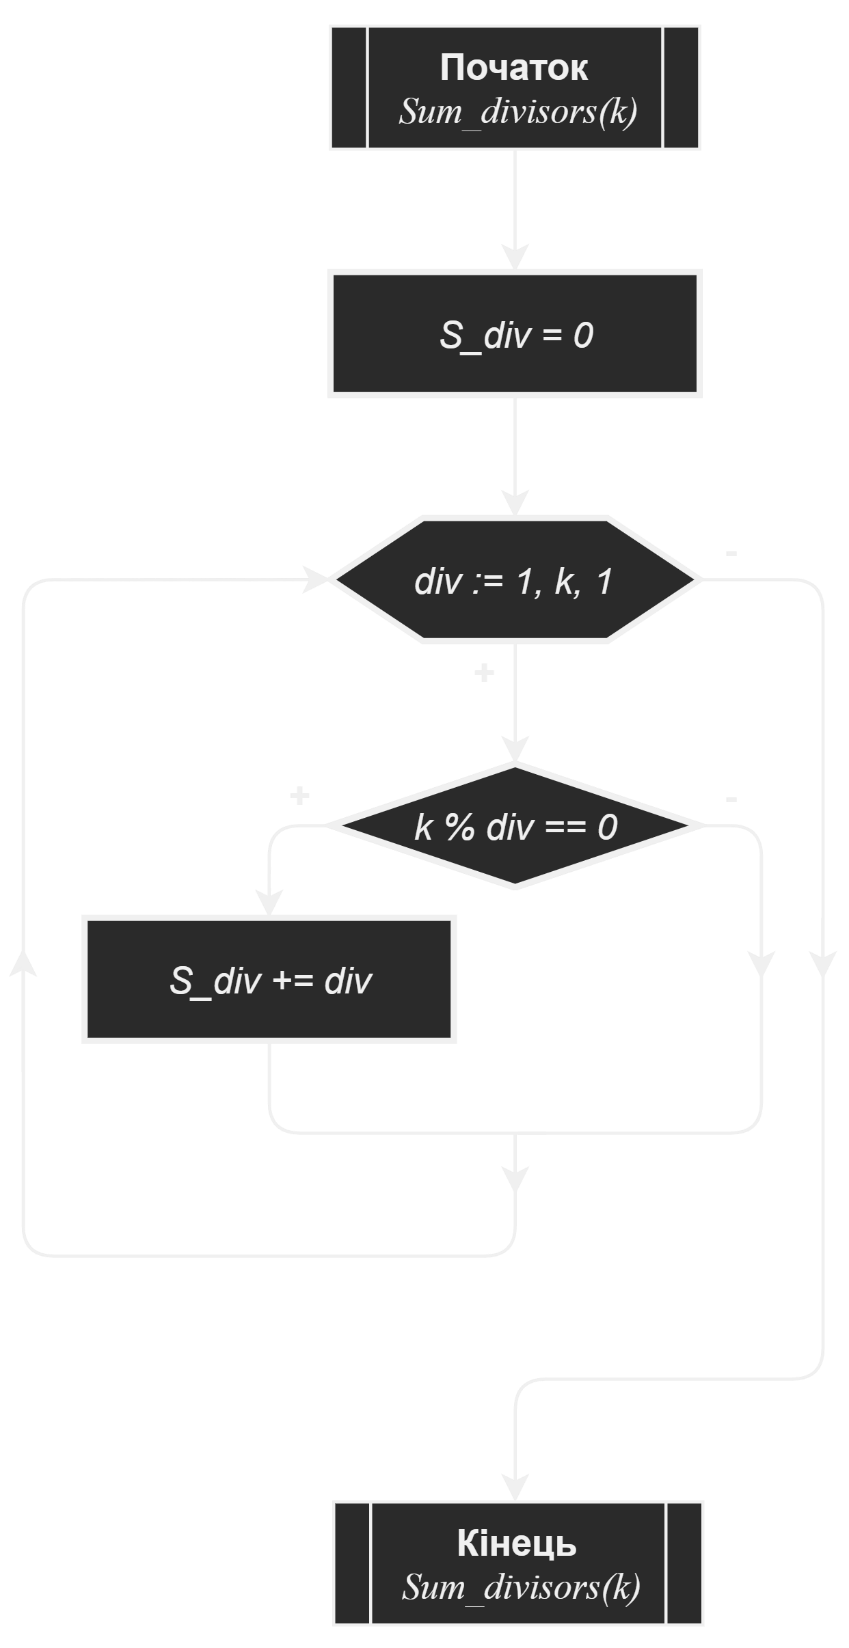 Початок
Sum_divisors(k)
S_div = 0
div := 1, k, 1
-
+
k % div == 0
+
-
S_div += div
Кінець
Sum_divisors(k)